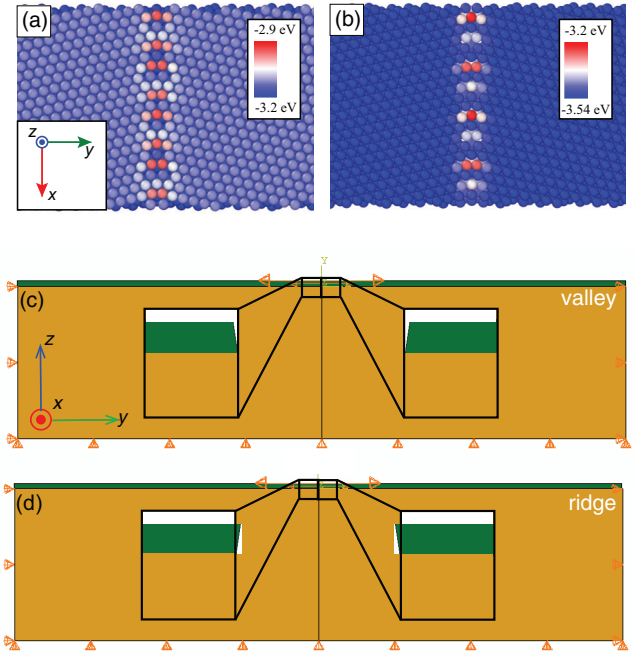 (a)
-2.9 eV
-3.2 eV
z
y
x
(b)
-3.2 eV
-3.54 eV
(c)
Y
valley
z
x
y
(d)
ridge